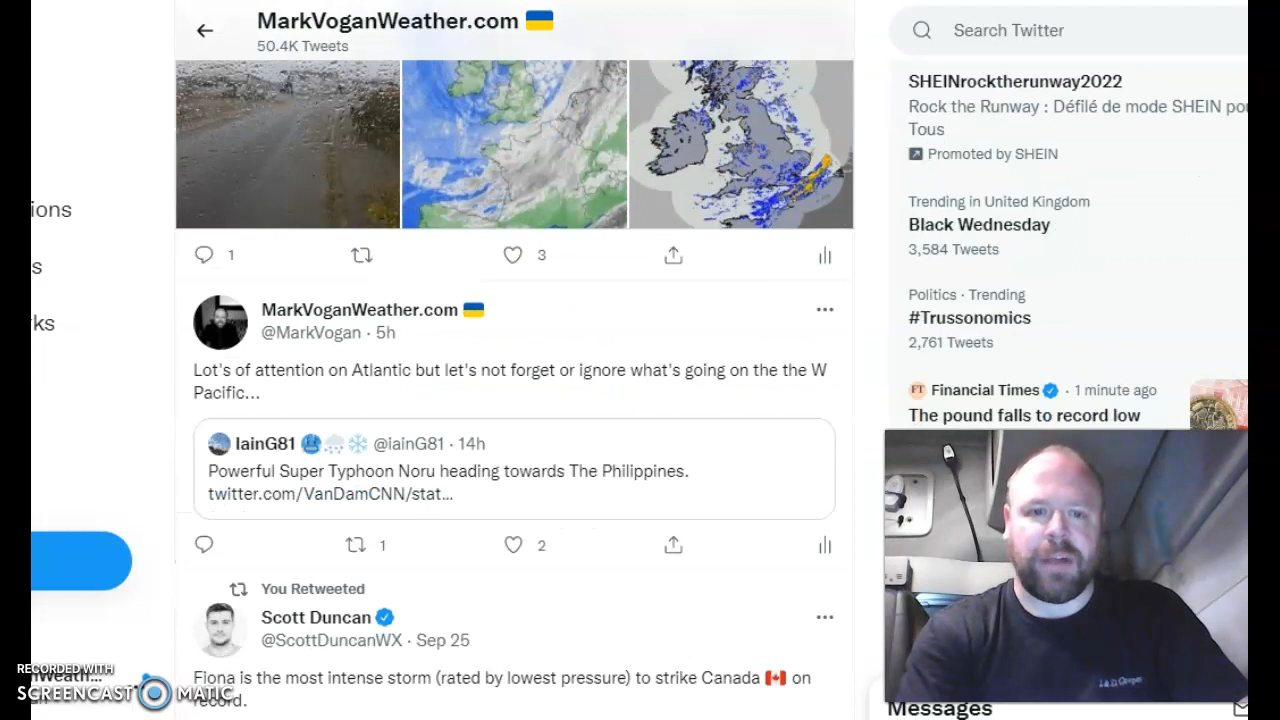 MarkVoganWeather.com
50.4K Tweets
Search Twitter
SHEINrocktherunway2022
Rock the Runway : Défilé de mode SHEIN pou
Tous
Promoted by SHEIN
ions
Trending in United Kingdom
Black Wednesday
3,584 Tweets
1
3
s
Politics · Trending
#Trussonomics
2,761 Tweets
rks
MarkVoganWeather.com
@MarkVogan · 5h
Lot's of attention on Atlantic but let's not forget or ignore what's going on the the W
Pacific...
FT Financial Times · 1 minute ago
The pound falls to record low
IainG81 @iainG81 · 14h
Powerful Super Typhoon Noru heading towards The Philippines.
twitter.com/VanDamCNN/stat...
1
2
You Retweeted
Scott Duncan
@ScottDuncanWX · Sep 25
Fiona is the most intense storm (rated by lowest pressure) to strike Canada on
record.
RECORDED WITH
SCREENCAST MATIC
Messages